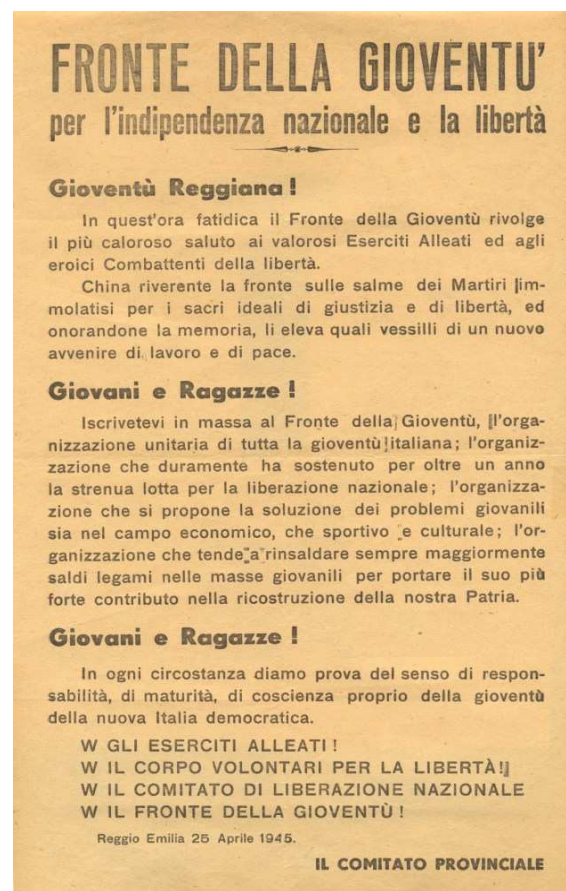 FRONTE DELLA GIOVENTU'
per l'indipendenza nazionale e la libertà
Gioventù Reggiana !
In quest'ora fatidica il Fronte della Gioventù rivolge
il più caloroso saluto ai valorosi Eserciti Alleati ed agli
eroici Combattenti della libertà.
China riverente la fronte sulle salme dei Martiri im-
molatisi per i sacri ideali di giustizia e di libertà, ed
onorandone la memoria, li eleva quali vessilli di un nuovo
avvenire di lavoro e di pace.
Giovani e Ragazze !
Iscrivetevi in massa al Fronte della Gioventù, l'orga-
nizzazione unitaria di tutta la gioventù italiana; l'organiz-
zazione che duramente ha sostenuto per oltre un anno
la strenua lotta per la liberazione nazionale; l'organizza-
zione che si propone la soluzione dei problemi giovanili
sia nel campo economico, che sportivo e culturale; l'or-
ganizzazione che tende a rinsaldare sempre maggiormente
saldi legami nelle masse giovanili per portare il suo più
forte contributo nella ricostruzione della nostra Patria.
Giovani e Ragazze !
In ogni circostanza diamo prova del senso di respon-
sabilità, di maturità, di coscienza proprio della gioventù
della nuova Italia democratica.
W GLI ESERCITI ALLEATI !
W IL CORPO VOLONTARI PER LA LIBERTÀ!
W IL COMITATO DI LIBERAZIONE NAZIONALE
W IL FRONTE DELLA GIOVENTÙ !
Reggio Emilia 25 Aprile 1945.
IL COMITATO PROVINCIALE